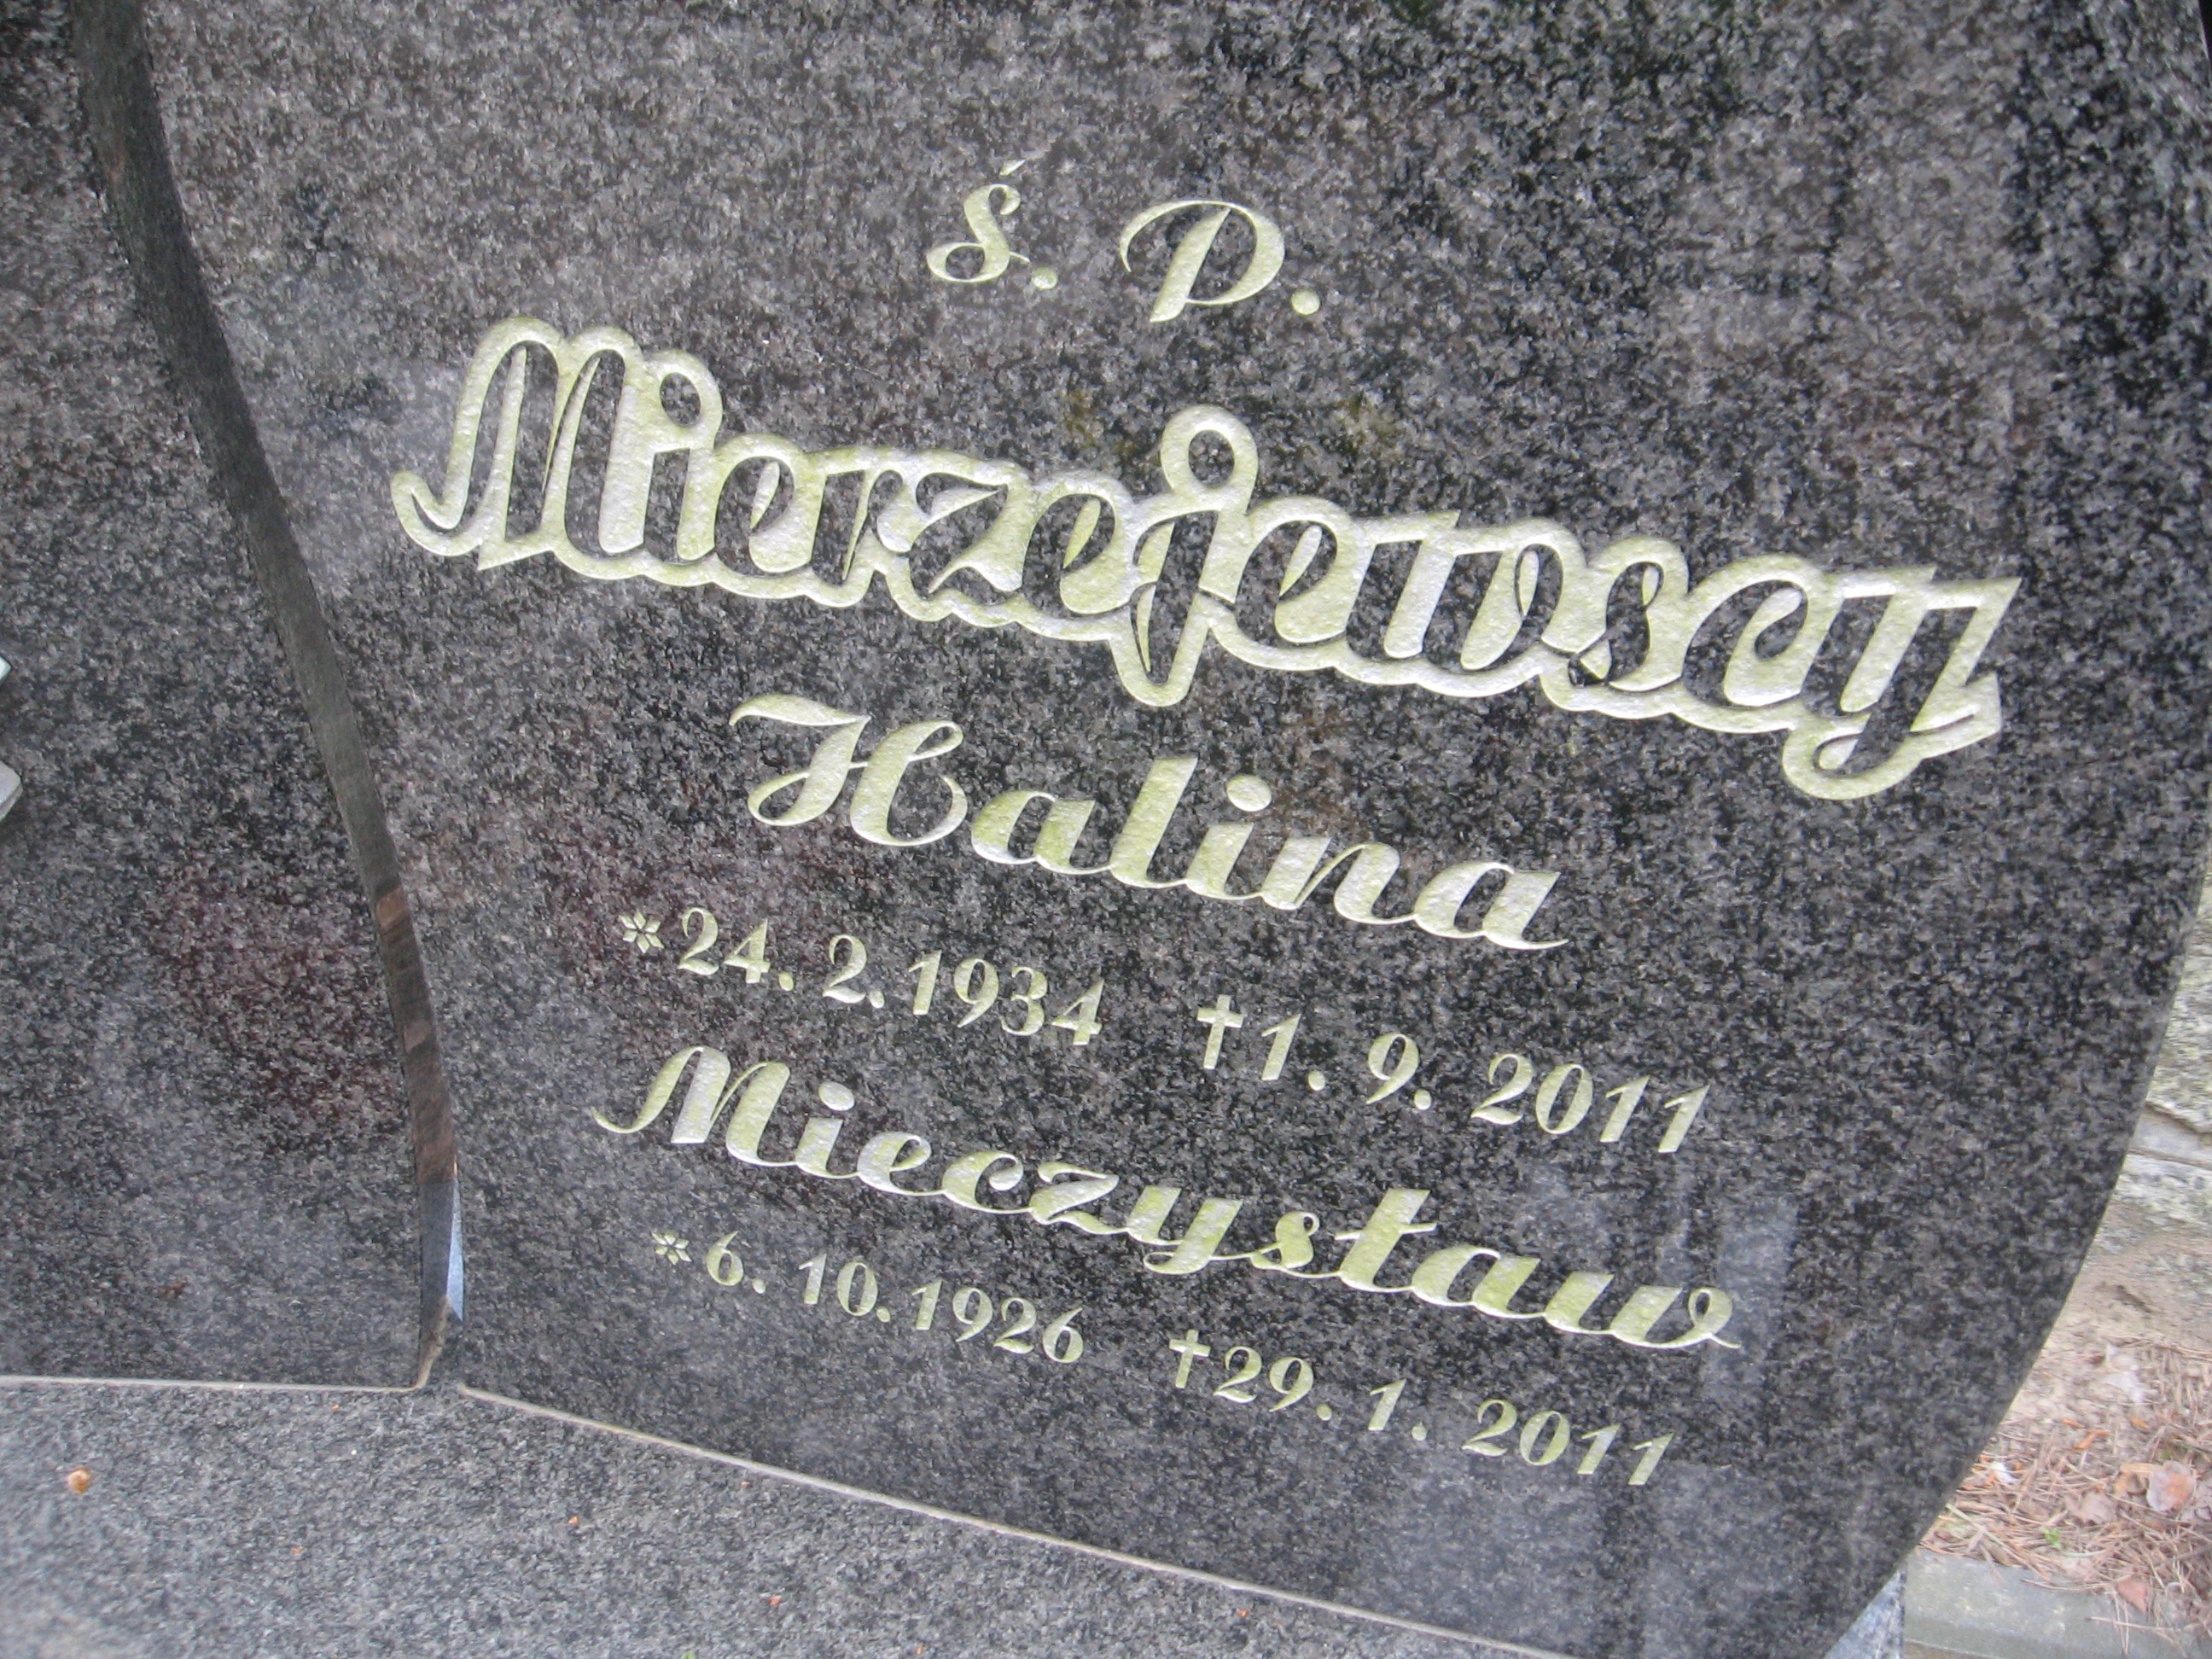 Ś. P.
Mierzejewscy
Halina
*24. 2. 1934 †1. 9. 2011
Mieczysław
*6. 10. 1926 †29. 1. 2011